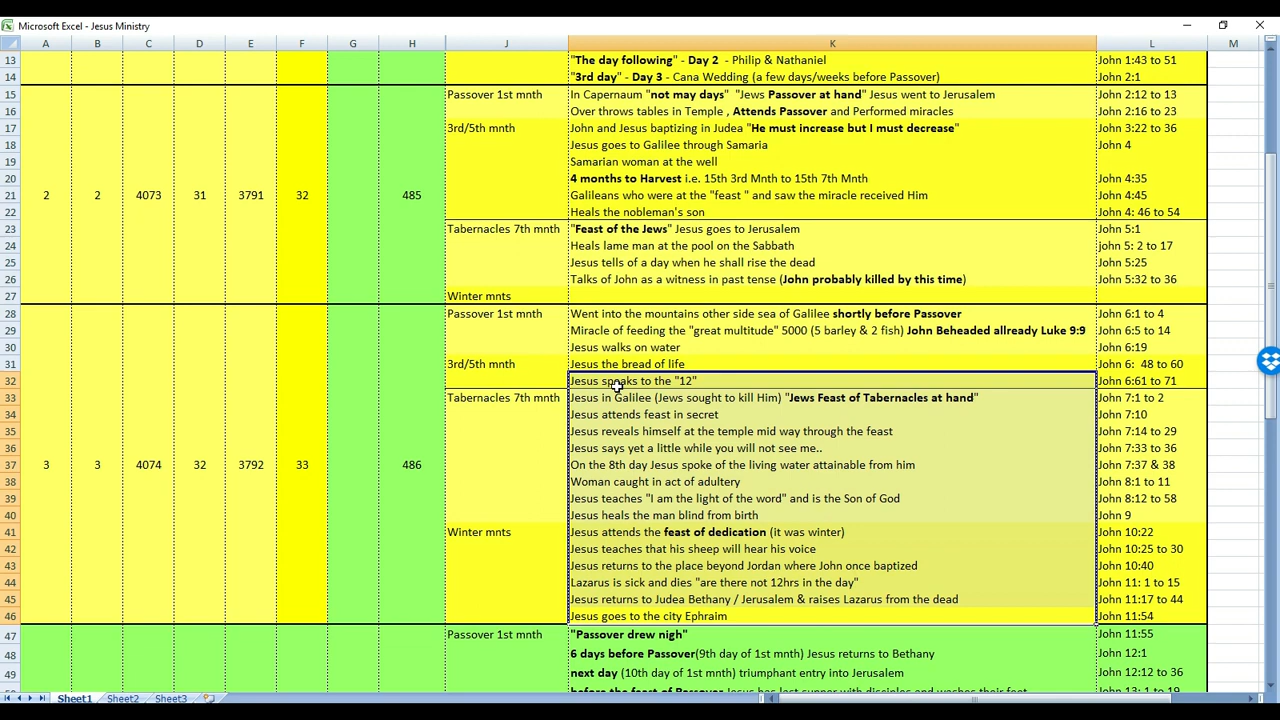 Microsoft Excel - Jesus Ministry
A B C D E F G H J K L M
13 "The day following" - Day 2 - Philip & Nathaniel John 1:43 to 51
14 "3rd day" - Day 3 - Cana Wedding (a few days/weeks before Passover) John 2:1
15 Passover 1st mnth In Capernaum "not may days" "Jews Passover at hand" Jesus went to Jerusalem John 2:12 to 13
16 Over throws tables in Temple , Attends Passover and Performed miracles John 2:16 to 23
17 3rd/5th mnth John and Jesus baptizing in Judea "He must increase but I must decrease" John 3:22 to 36
18 Jesus goes to Galilee through Samaria John 4
19 Samarian woman at the well
20 4 months to Harvest i.e. 15th 3rd Mnth to 15th 7th Mnth John 4:35
21 2 2 4073 31 3791 32 485 Galileans who were at the "feast " and saw the miracle received Him John 4:45
22 Heals the nobleman's son John 4: 46 to 54
23 Tabernacles 7th mnth "Feast of the Jews" Jesus goes to Jerusalem John 5:1
24 Heals lame man at the pool on the Sabbath john 5: 2 to 17
25 Jesus tells of a day when he shall rise the dead John 5:25
26 Talks of John as a witness in past tense (John probably killed by this time) John 5:32 to 36
27 Winter mnts
28 Passover 1st mnth Went into the mountains other side sea of Galilee shortly before Passover John 6:1 to 4
29 Miracle of feeding the "great multitude" 5000 (5 barley & 2 fish) John Beheaded allready Luke 9:9 John 6:5 to 14
30 Jesus walks on water John 6:19
31 3rd/5th mnth Jesus the bread of life John 6: 48 to 60
32 Jesus speaks to the "12" John 6:61 to 71
33 Tabernacles 7th mnth Jesus in Galilee (Jews sought to kill Him) "Jews Feast of Tabernacles at hand" John 7:1 to 2
34 Jesus attends feast in secret John 7:10
35 Jesus reveals himself at the temple mid way through the feast John 7:14 to 29
36 Jesus says yet a little while you will not see me.. John 7:33 to 36
37 3 3 4074 32 3792 33 486 On the 8th day Jesus spoke of the living water attainable from him John 7:37 & 38
38 Woman caught in act of adultery John 8:1 to 11
39 Jesus teaches "I am the light of the word" and is the Son of God John 8:12 to 58
40 Jesus heals the man blind from birth John 9
41 Winter mnts Jesus attends the feast of dedication (it was winter) John 10:22
42 Jesus teaches that his sheep will hear his voice John 10:25 to 30
43 Jesus returns to the place beyond Jordan where John once baptized John 10:40
44 Lazarus is sick and dies "are there not 12hrs in the day" John 11: 1 to 15
45 Jesus returns to Judea Bethany / Jerusalem & raises Lazarus from the dead John 11:17 to 44
46 Jesus goes to the city Ephraim John 11:54
47 Passover 1st mnth "Passover drew nigh" John 11:55
48 6 days before Passover(9th day of 1st mnth) Jesus returns to Bethany John 12:1
49 next day (10th day of 1st mnth) triumphant entry into Jerusalem John 12:12 to 36
before the feast of Passover Jesus has last supper with disciples and washes their feet John 13: 1 to 19
Sheet1 Sheet2 Sheet3